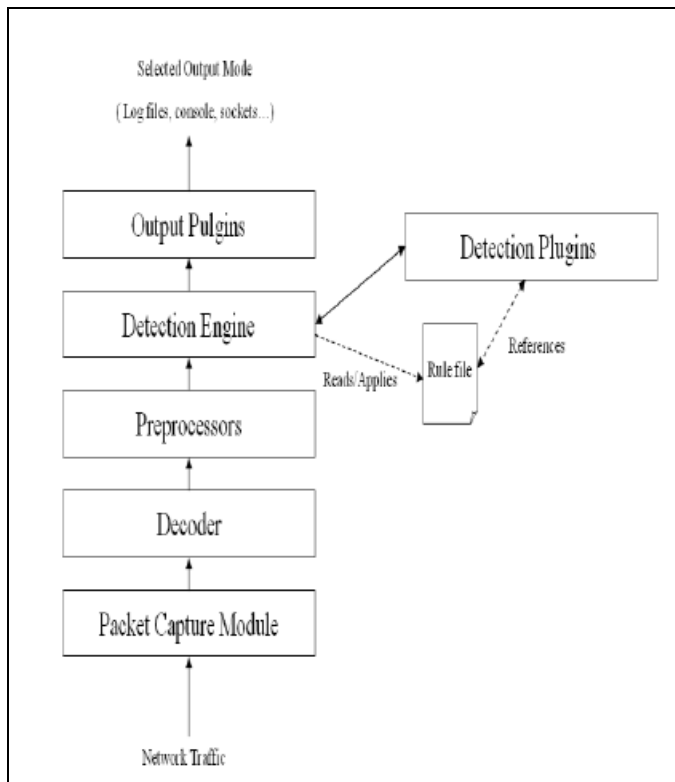 Selected Output Mode
( Log files, console, sockets…)
Output Pulgins
Detection Plugins
Detection Engine
References
Rule file
Reads/Applies
Preprocessors
Decoder
Packet Capture Module
Network Traffic